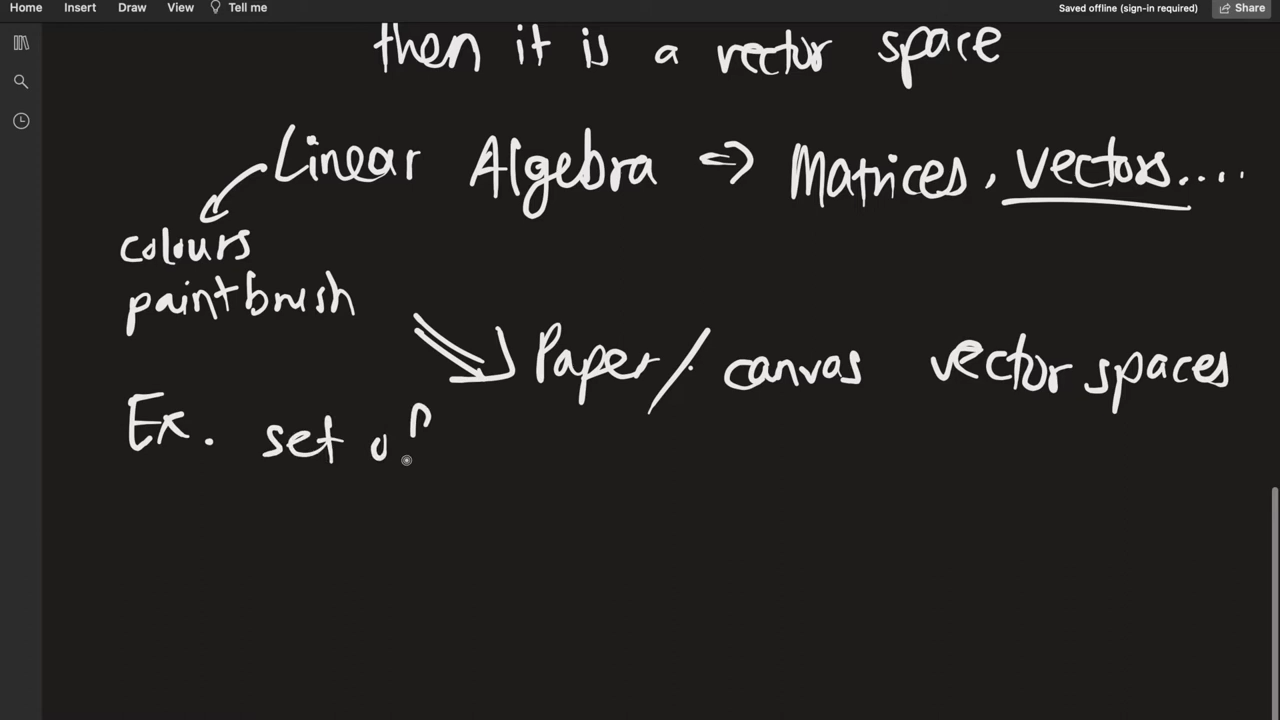 Home Insert Draw View Tell me Saved offline (sign-in required) Share
then it is a vector space
Linear Algebra => Matrices, vectors....
colours
paintbrush
Paper/canvas vector spaces
Ex. set o